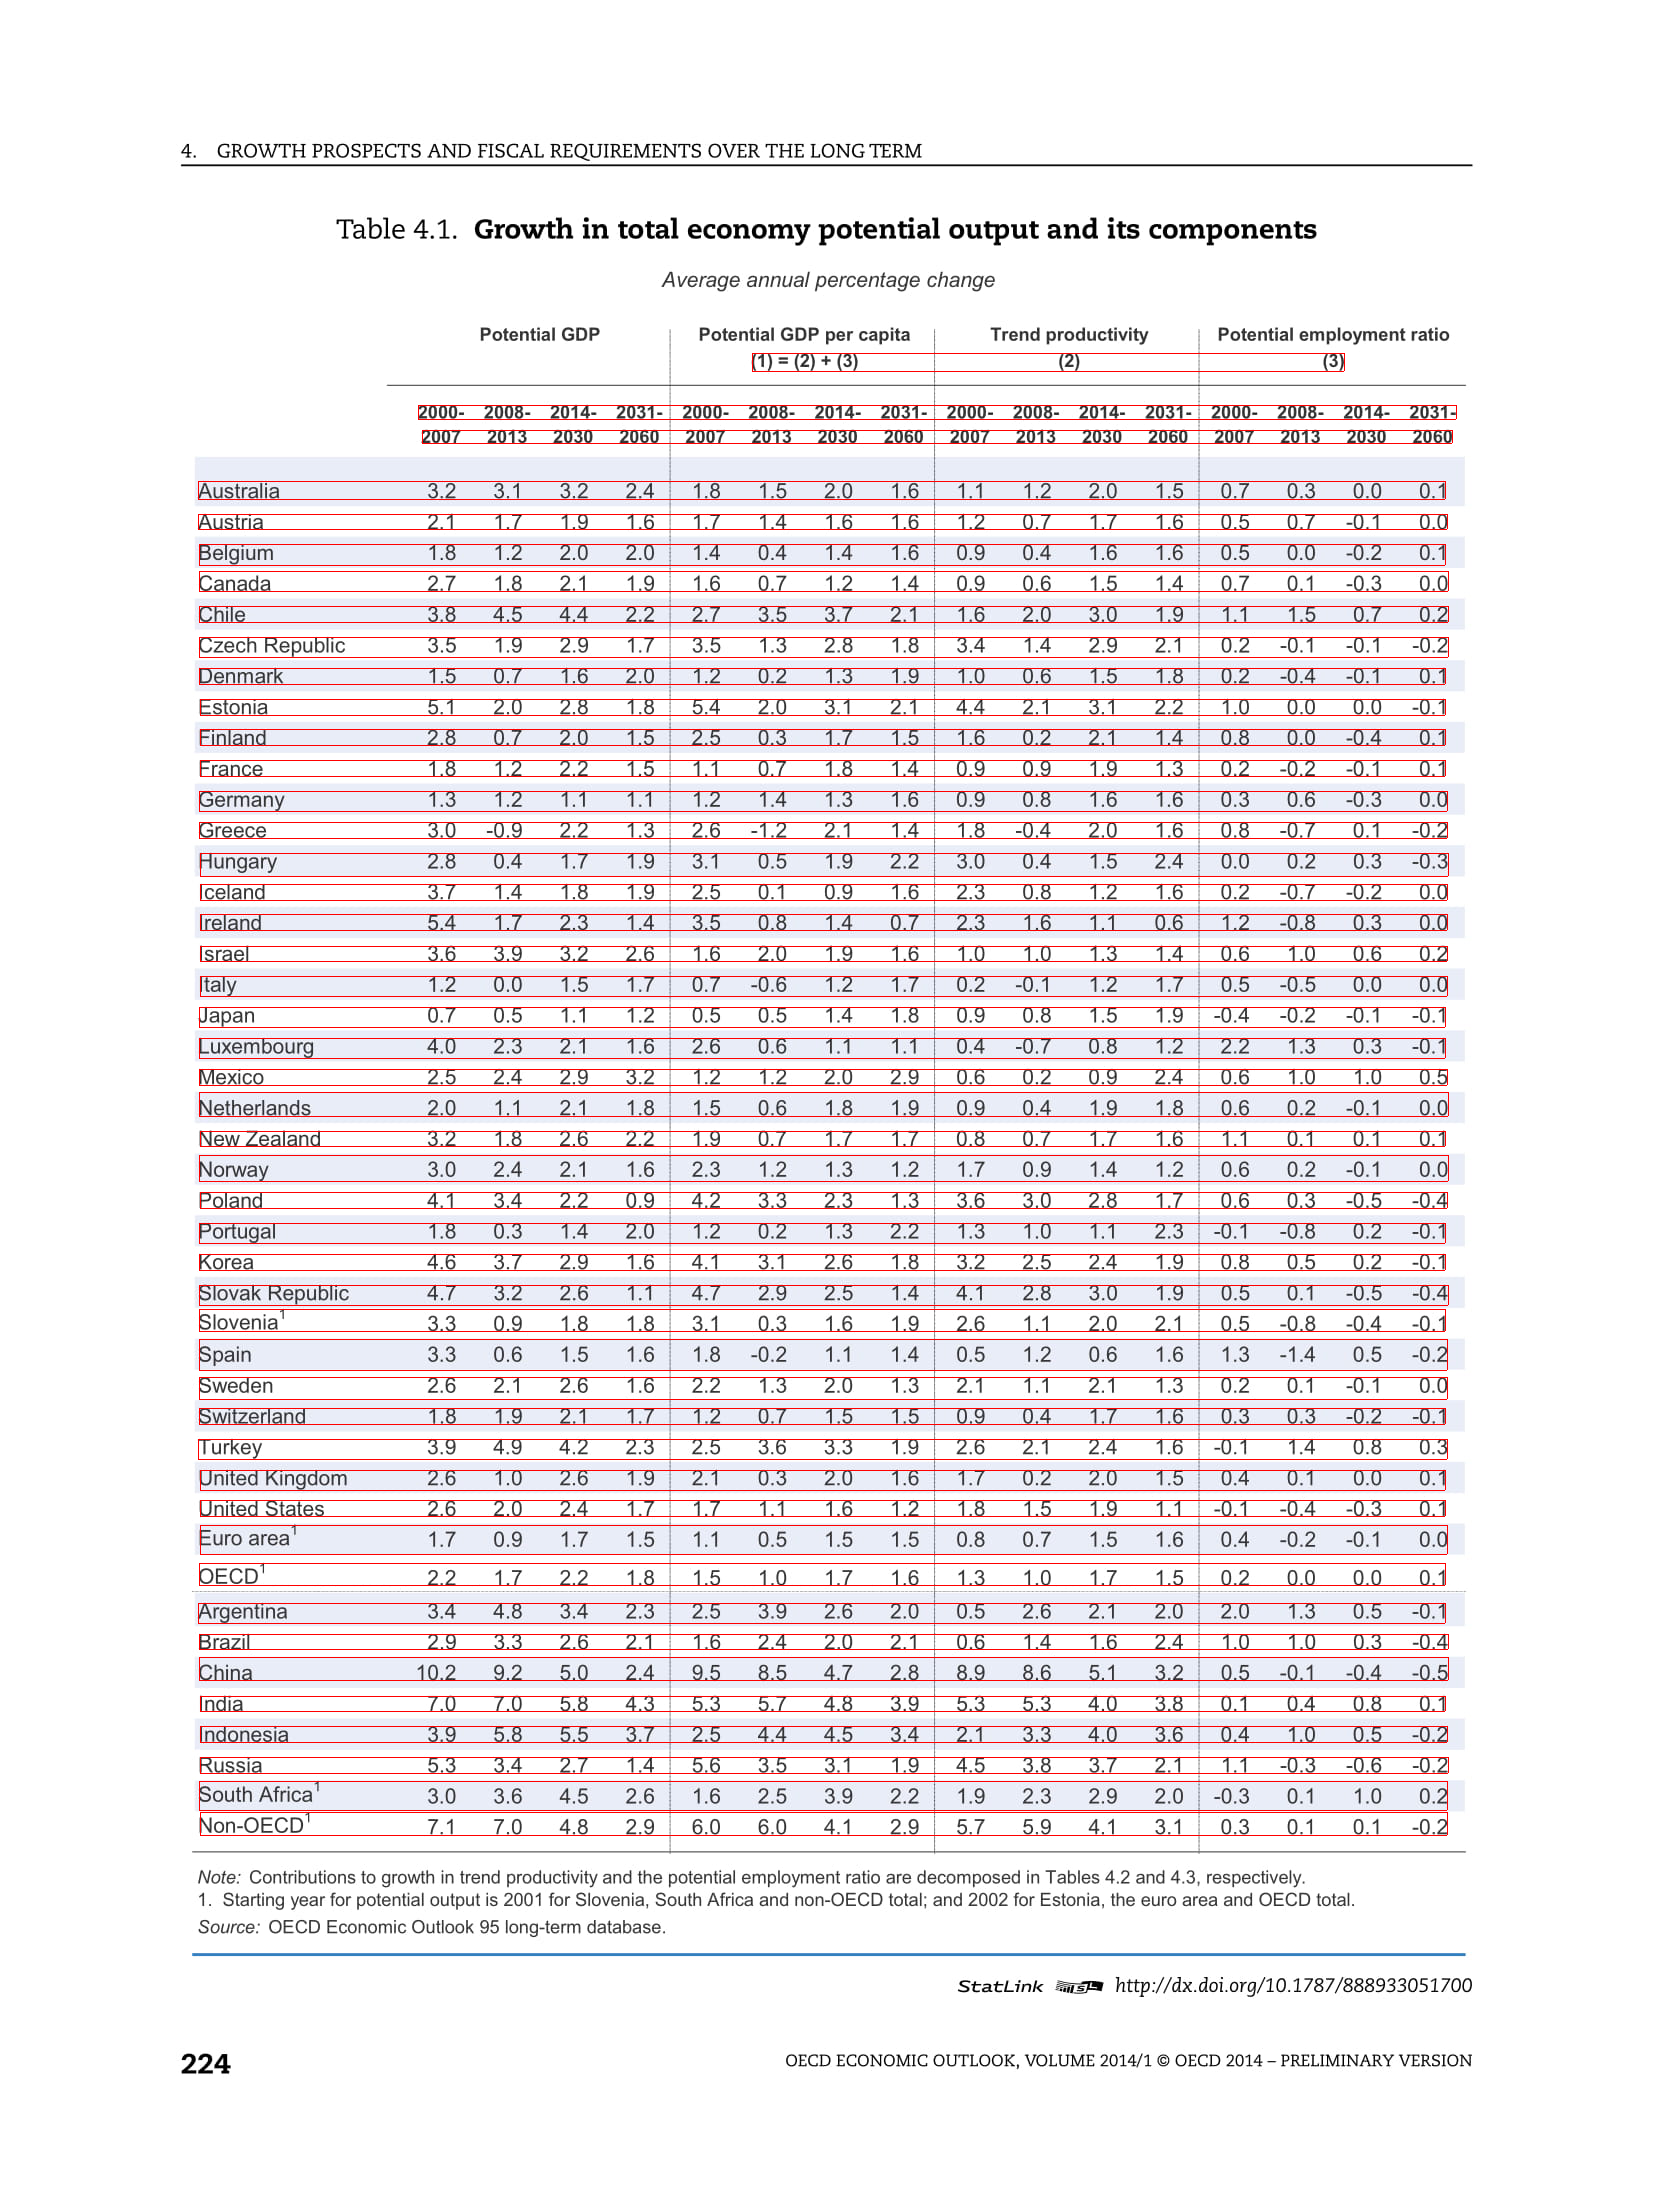 4. GROWTH PROSPECTS AND FISCAL REQUIREMENTS OVER THE LONG TERM
Table 4.1. Growth in total economy potential output and its components
Average annual percentage change
Potential GDP Potential GDP per capita Trend productivity Potential employment ratio
(1) = (2) + (3) (2) (3)
2000- 2008- 2014- 2031- 2000- 2008- 2014- 2031- 2000- 2008- 2014- 2031- 2000- 2008- 2014- 2031-
2007 2013 2030 2060 2007 2013 2030 2060 2007 2013 2030 2060 2007 2013 2030 2060
Australia 3.2 3.1 3.2 2.4 1.8 1.5 2.0 1.6 1.1 1.2 2.0 1.5 0.7 0.3 0.0 0.1
Austria 2.1 1.7 1.9 1.6 1.7 1.4 1.6 1.6 1.2 0.7 1.7 1.6 0.5 0.7 -0.1 0.0
Belgium 1.8 1.2 2.0 2.0 1.4 0.4 1.4 1.6 0.9 0.4 1.6 1.6 0.5 0.0 -0.2 0.1
Canada 2.7 1.8 2.1 1.9 1.6 0.7 1.2 1.4 0.9 0.6 1.5 1.4 0.7 0.1 -0.3 0.0
Chile 3.8 4.5 4.4 2.2 2.7 3.5 3.7 2.1 1.6 2.0 3.0 1.9 1.1 1.5 0.7 0.2
Czech Republic 3.5 1.9 2.9 1.7 3.5 1.3 2.8 1.8 3.4 1.4 2.9 2.1 0.2 -0.1 -0.1 -0.2
Denmark 1.5 0.7 1.6 2.0 1.2 0.2 1.3 1.9 1.0 0.6 1.5 1.8 0.2 -0.4 -0.1 0.1
Estonia 5.1 2.0 2.8 1.8 5.4 2.0 3.1 2.1 4.4 2.1 3.1 2.2 1.0 0.0 0.0 -0.1
Finland 2.8 0.7 2.0 1.5 2.5 0.3 1.7 1.5 1.6 0.2 2.1 1.4 0.8 0.0 -0.4 0.1
France 1.8 1.2 2.2 1.5 1.1 0.7 1.8 1.4 0.9 0.9 1.9 1.3 0.2 -0.2 -0.1 0.1
Germany 1.3 1.2 1.1 1.1 1.2 1.4 1.3 1.6 0.9 0.8 1.6 1.6 0.3 0.6 -0.3 0.0
Greece 3.0 -0.9 2.2 1.3 2.6 -1.2 2.1 1.4 1.8 -0.4 2.0 1.6 0.8 -0.7 0.1 -0.2
Hungary 2.8 0.4 1.7 1.9 3.1 0.5 1.9 2.2 3.0 0.4 1.5 2.4 0.0 0.2 0.3 -0.3
Iceland 3.7 1.4 1.8 1.9 2.5 0.1 0.9 1.6 2.3 0.8 1.2 1.6 0.2 -0.7 -0.2 0.0
Ireland 5.4 1.7 2.3 1.4 3.5 0.8 1.4 0.7 2.3 1.6 1.1 0.6 1.2 -0.8 0.3 0.0
Israel 3.6 3.9 3.2 2.6 1.6 2.0 1.9 1.6 1.0 1.0 1.3 1.4 0.6 1.0 0.6 0.2
Italy 1.2 0.0 1.5 1.7 0.7 -0.6 1.2 1.7 0.2 -0.1 1.2 1.7 0.5 -0.5 0.0 0.0
Japan 0.7 0.5 1.1 1.2 0.5 0.5 1.4 1.8 0.9 0.8 1.5 1.9 -0.4 -0.2 -0.1 -0.1
Luxembourg 4.0 2.3 2.1 1.6 2.6 0.6 1.1 1.1 0.4 -0.7 0.8 1.2 2.2 1.3 0.3 -0.1
Mexico 2.5 2.4 2.9 3.2 1.2 1.2 2.0 2.9 0.6 0.2 0.9 2.4 0.6 1.0 1.0 0.5
Netherlands 2.0 1.1 2.1 1.8 1.5 0.6 1.8 1.9 0.9 0.4 1.9 1.8 0.6 0.2 -0.1 0.0
New Zealand 3.2 1.8 2.6 2.2 1.9 0.7 1.7 1.7 0.8 0.7 1.7 1.6 1.1 0.1 0.1 0.1
Norway 3.0 2.4 2.1 1.6 2.3 1.2 1.3 1.2 1.7 0.9 1.4 1.2 0.6 0.2 -0.1 0.0
Poland 4.1 3.4 2.2 0.9 4.2 3.3 2.3 1.3 3.6 3.0 2.8 1.7 0.6 0.3 -0.5 -0.4
Portugal 1.8 0.3 1.4 2.0 1.2 0.2 1.3 2.2 1.3 1.0 1.1 2.3 -0.1 -0.8 0.2 -0.1
Korea 4.6 3.7 2.9 1.6 4.1 3.1 2.6 1.8 3.2 2.5 2.4 1.9 0.8 0.5 0.2 -0.1
Slovak Republic 4.7 3.2 2.6 1.1 4.7 2.9 2.5 1.4 4.1 2.8 3.0 1.9 0.5 0.1 -0.5 -0.4
Slovenia¹ 3.3 0.9 1.8 1.8 3.1 0.3 1.6 1.9 2.6 1.1 2.0 2.1 0.5 -0.8 -0.4 -0.1
Spain 3.3 0.6 1.5 1.6 1.8 -0.2 1.1 1.4 0.5 1.2 0.6 1.6 1.3 -1.4 0.5 -0.2
Sweden 2.6 2.1 2.6 1.6 2.2 1.3 2.0 1.3 2.1 1.1 2.1 1.3 0.2 0.1 -0.1 0.0
Switzerland 1.8 1.9 2.1 1.7 1.2 0.7 1.5 1.5 0.9 0.4 1.7 1.6 0.3 0.3 -0.2 -0.1
Turkey 3.9 4.9 4.2 2.3 2.5 3.6 3.3 1.9 2.6 2.1 2.4 1.6 -0.1 1.4 0.8 0.3
United Kingdom 2.6 1.0 2.6 1.9 2.1 0.3 2.0 1.6 1.7 0.2 2.0 1.5 0.4 0.1 0.0 0.1
United States 2.6 2.0 2.4 1.7 1.7 1.1 1.6 1.2 1.8 1.5 1.9 1.1 -0.1 -0.4 -0.3 0.1
Euro area¹ 1.7 0.9 1.7 1.5 1.1 0.5 1.5 1.5 0.8 0.7 1.5 1.6 0.4 -0.2 -0.1 0.0
OECD¹ 2.2 1.7 2.2 1.8 1.5 1.0 1.7 1.6 1.3 1.0 1.7 1.5 0.2 0.0 0.0 0.1
Argentina 3.4 4.8 3.4 2.3 2.5 3.9 2.6 2.0 0.5 2.6 2.1 2.0 2.0 1.3 0.5 -0.1
Brazil 2.9 3.3 2.6 2.1 1.6 2.4 2.0 2.1 0.6 1.4 1.6 2.4 1.0 1.0 0.3 -0.4
China 10.2 9.2 5.0 2.4 9.5 8.5 4.7 2.8 8.9 8.6 5.1 3.2 0.5 -0.1 -0.4 -0.5
India 7.0 7.0 5.8 4.3 5.3 5.7 4.8 3.9 5.3 5.3 4.0 3.8 0.1 0.4 0.8 0.1
Indonesia 3.9 5.8 5.5 3.7 2.5 4.4 4.5 3.4 2.1 3.3 4.0 3.6 0.4 1.0 0.5 -0.2
Russia 5.3 3.4 2.7 1.4 5.6 3.5 3.1 1.9 4.5 3.8 3.7 2.1 1.1 -0.3 -0.6 -0.2
South Africa¹ 3.0 3.6 4.5 2.6 1.6 2.5 3.9 2.2 1.9 2.3 2.9 2.0 -0.3 0.1 1.0 0.2
Non-OECD¹ 7.1 7.0 4.8 2.9 6.0 6.0 4.1 2.9 5.7 5.9 4.1 3.1 0.3 0.1 0.1 -0.2
Note: Contributions to growth in trend productivity and the potential employment ratio are decomposed in Tables 4.2 and 4.3, respectively.
1. Starting year for potential output is 2001 for Slovenia, South Africa and non-OECD total; and 2002 for Estonia, the euro area and OECD total.
Source: OECD Economic Outlook 95 long-term database.
StatLink http://dx.doi.org/10.1787/888933051700
224 OECD ECONOMIC OUTLOOK, VOLUME 2014/1 © OECD 2014 – PRELIMINARY VERSION